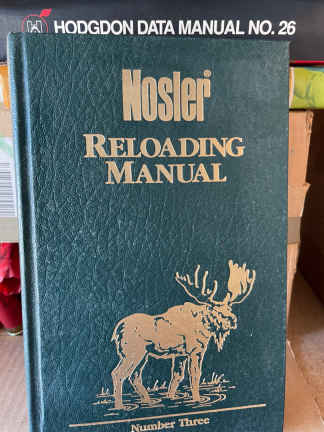 HODGDON DATA MANUAL NO. 26
Nosler®
RELOADING
MANUAL
Number Three